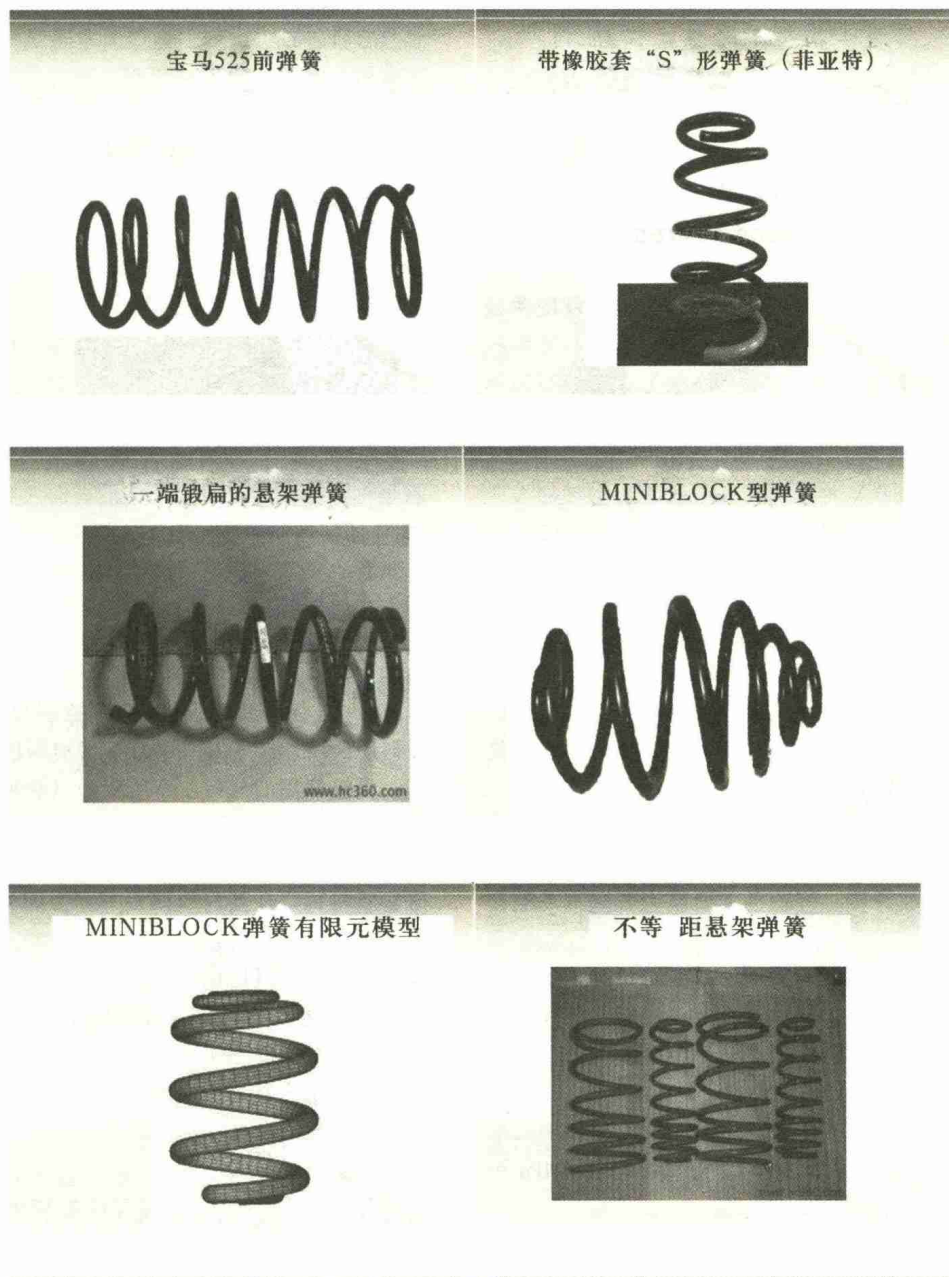 宝马525前弹簧
带橡胶套“S”形弹簧（菲亚特）
一端锻扁的悬架弹簧
MINIBLOCK型弹簧
www.hc360.com
MINIBLOCK弹簧有限元模型
不等 距悬架弹簧